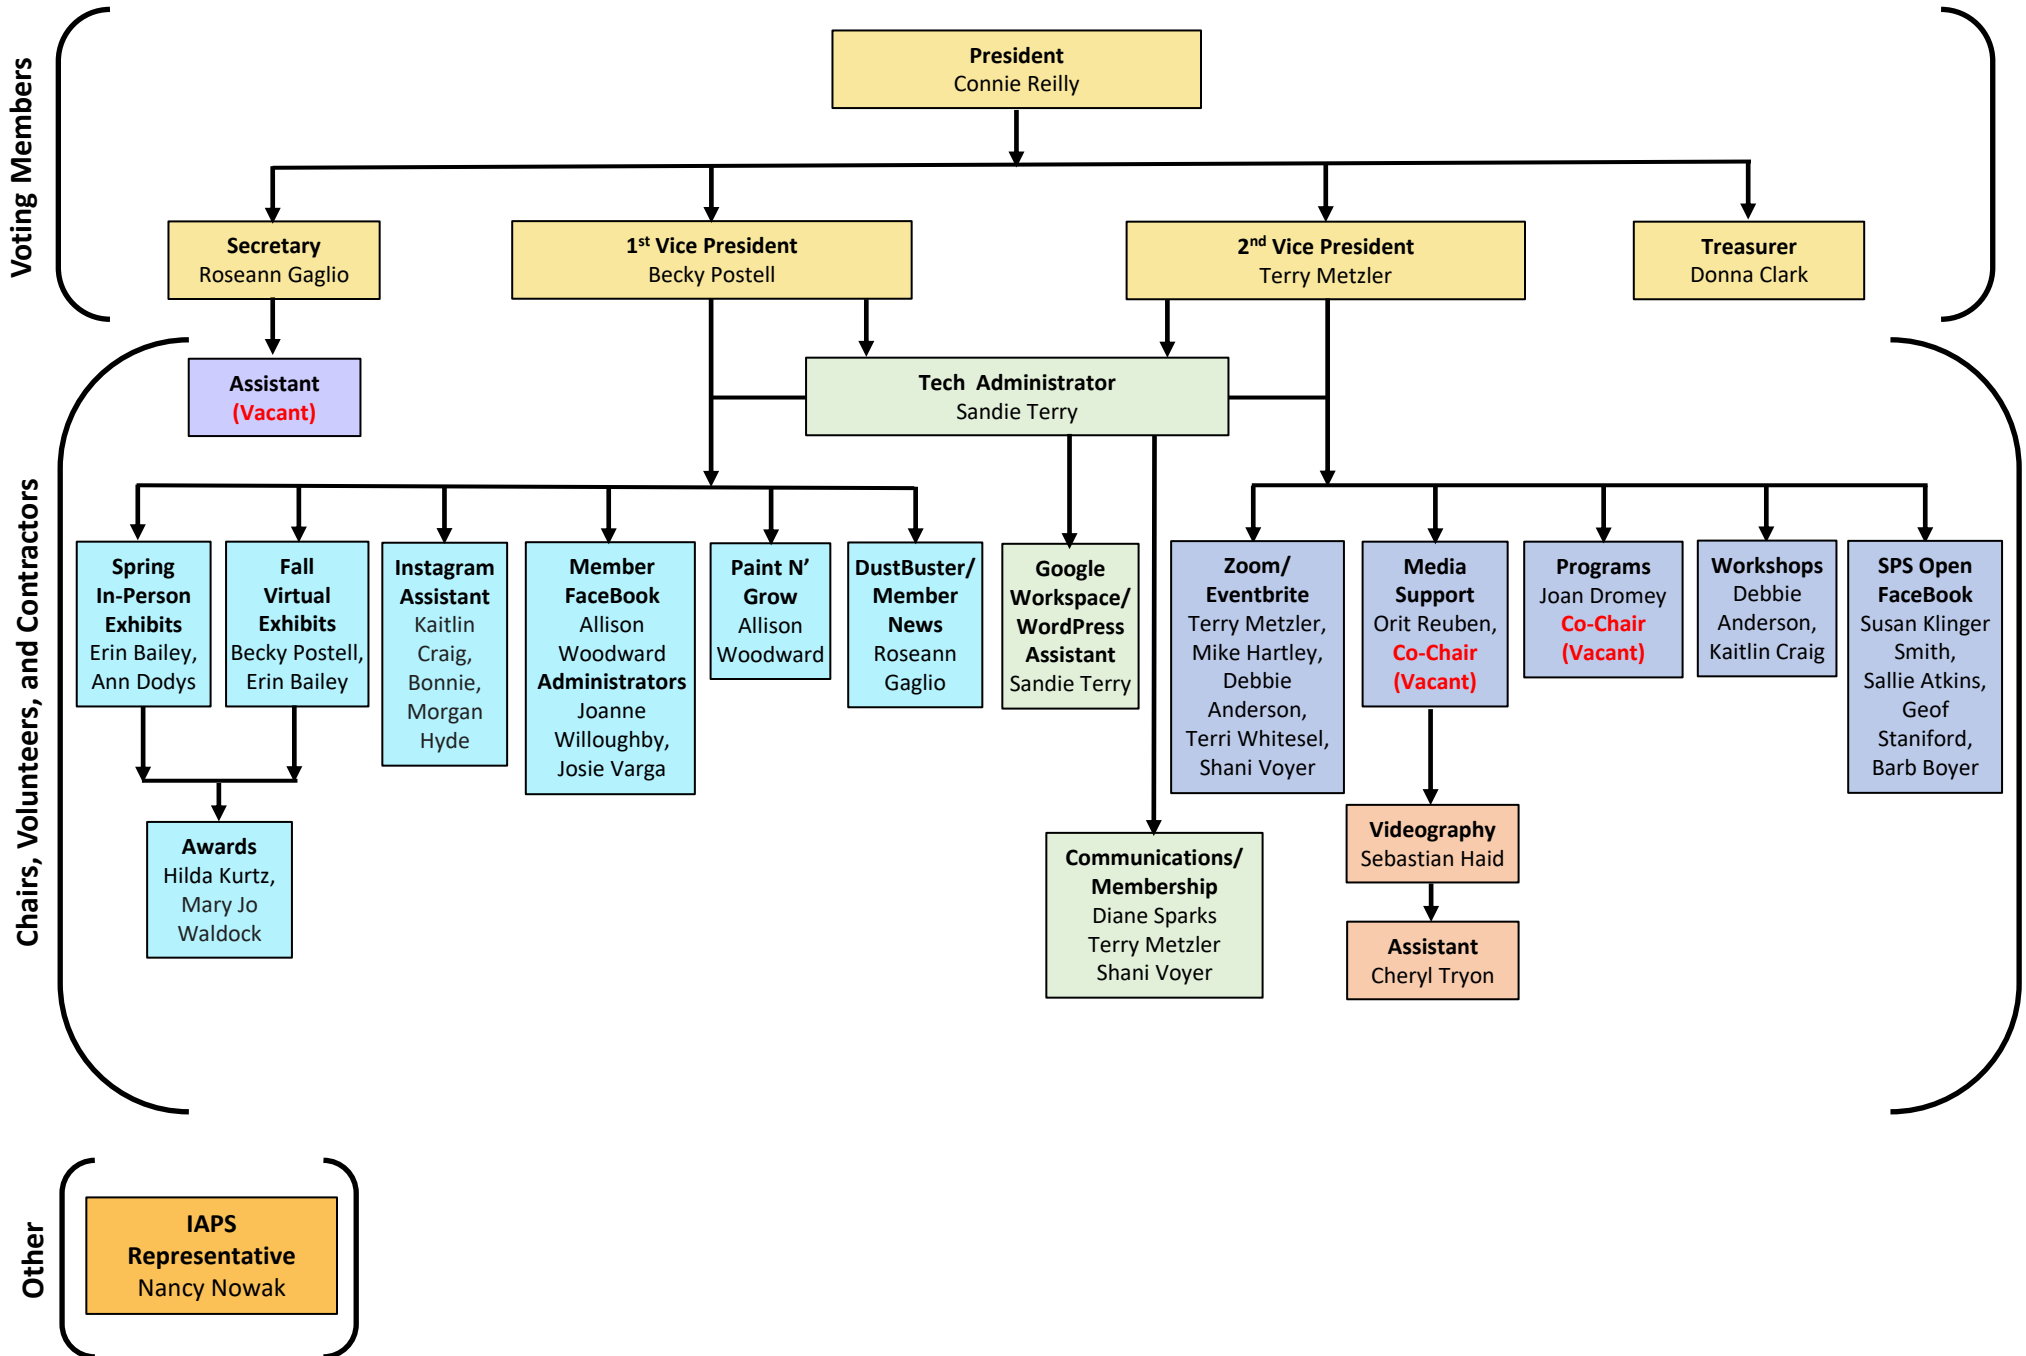 Voting Members
President
Connie Reilly
Secretary
Roseann Gaglio
1st Vice President
Becky Postell
2nd Vice President
Terry Metzler
Treasurer
Donna Clark
Chairs, Volunteers, and Contractors
Assistant
(Vacant)
Tech Administrator
Sandie Terry
Spring
In-Person
Exhibits
Erin Bailey,
Ann Dodys
Fall
Virtual
Exhibits
Becky Postell,
Erin Bailey
Instagram
Assistant
Kaitlin
Craig,
Bonnie,
Morgan
Hyde
Member
FaceBook
Allison
Woodward
Administrators
Joanne
Willoughby,
Josie Varga
Paint N’
Grow
Allison
Woodward
DustBuster/
Member
News
Roseann
Gaglio
Google
Workspace/
WordPress
Assistant
Sandie Terry
Zoom/
Eventbrite
Terry Metzler,
Mike Hartley,
Debbie
Anderson,
Terri Whitesel,
Shani Voyer
Media
Support
Orit Reuben,
Co-Chair
(Vacant)
Programs
Joan Dromey
Co-Chair
(Vacant)
Workshops
Debbie
Anderson,
Kaitlin Craig
SPS Open
FaceBook
Susan Klinger
Smith,
Sallie Atkins,
Geof
Staniford,
Barb Boyer
Awards
Hilda Kurtz,
Mary Jo
Waldock
Communications/
Membership
Diane Sparks
Terry Metzler
Shani Voyer
Videography
Sebastian Haid
Assistant
Cheryl Tryon
Other
IAPS
Representative
Nancy Nowak